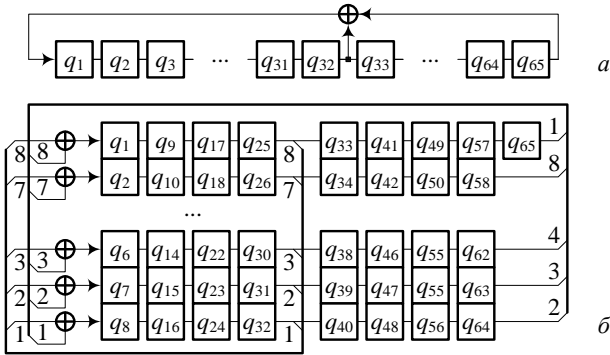 q1 q2 q3 ... q31 q32 q33 ... q64 q65 а
8 8 q1 q9 q17 q25 8 q33 q41 q49 q57 q65 1
7 7 q2 q10 q18 q26 7 q34 q42 q50 q58 8
...
3 3 q6 q14 q22 q30 3 q38 q46 q55 q62 4
2 2 q7 q15 q23 q31 2 q39 q47 q55 q63 3
1 1 q8 q16 q24 q32 1 q40 q48 q56 q64 2 б